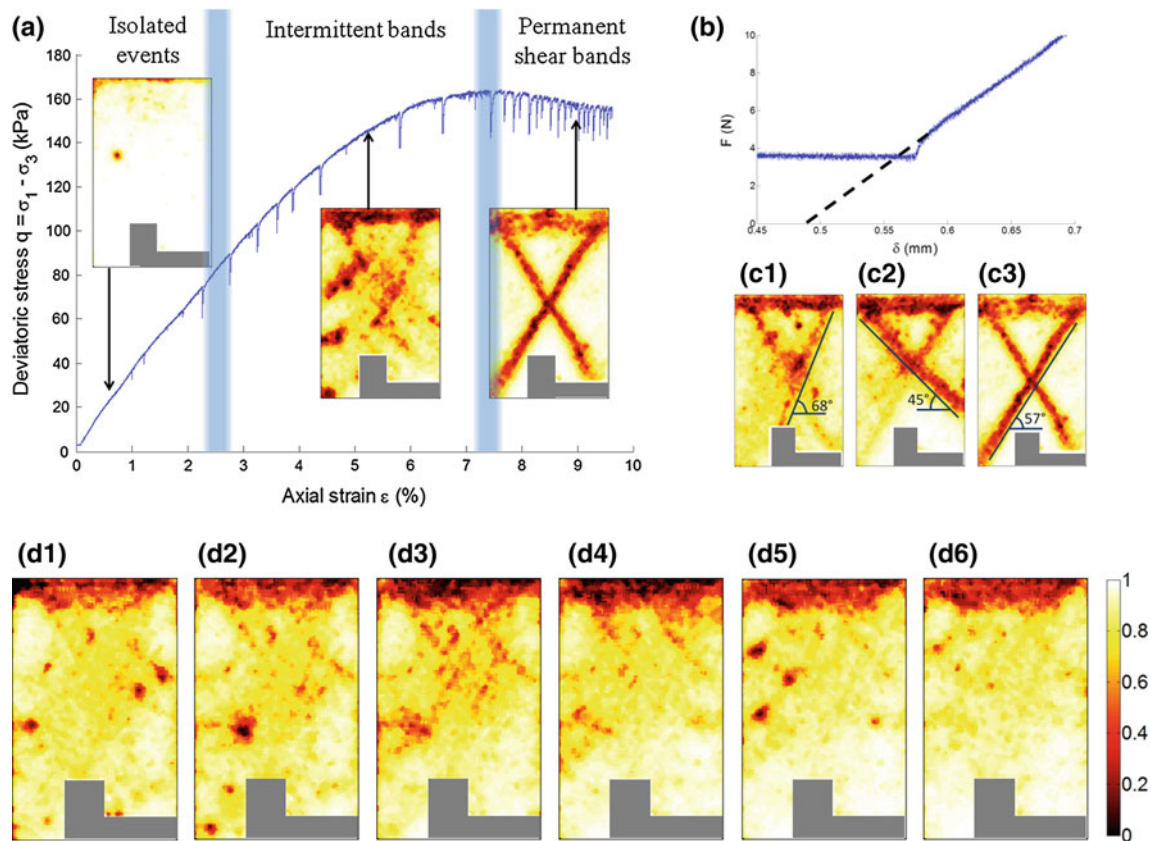 (a)
Isolated
events
Intermittent bands
Permanent
shear bands
180
160
140
120
100
80
60
40
20
0
Deviatoric stress q = σ1 - σ3 (kPa)
0 1 2 3 4 5 6 7 8 9 10
Axial strain ε (%)
(b)
10
8
6
4
2
0
F (N)
0.45 0.5 0.55 0.6 0.65 0.7
δ (mm)
(c1) (c2) (c3)
68°
45°
57°
(d1) (d2) (d3) (d4) (d5) (d6)
1
0.8
0.6
0.4
0.2
0